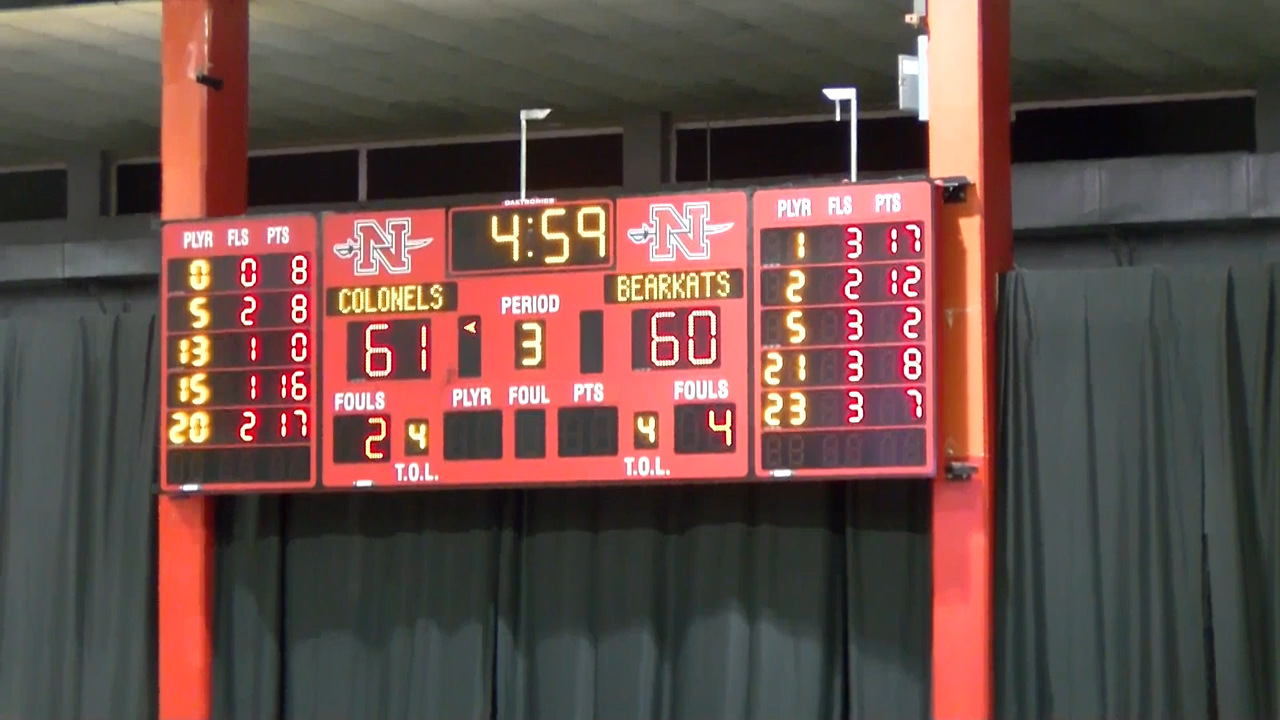 DAKTRONICS
PLYR FLS PTS
0 0 8
5 2 8
13 1 0
15 1 16
20 2 17
N
4:59
N
COLONELS
PERIOD
BEARKATS
61
3
60
FOULS
PLYR FOUL PTS
FOULS
2 4
4 4
T.O.L.
T.O.L.
PLYR FLS PTS
1 3 17
2 2 12
5 3 2
21 3 8
23 3 7